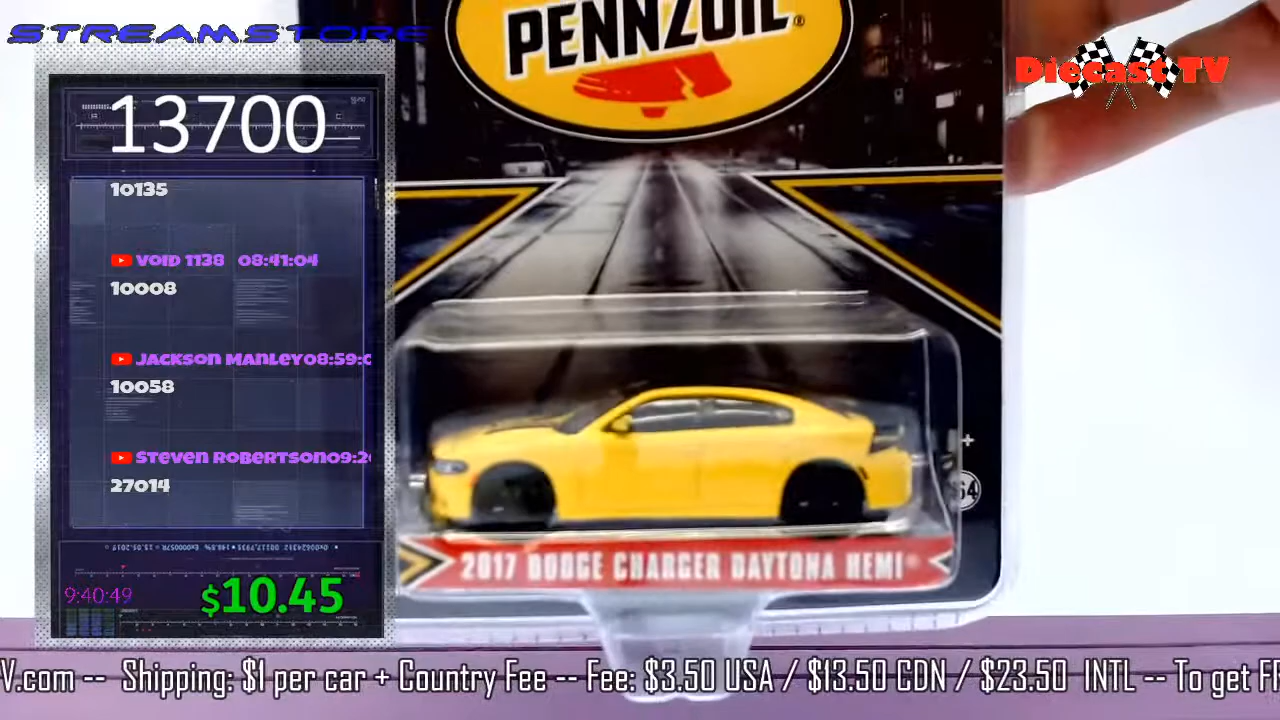 STREAMSTORE
13700
10135
Void 1138 08:41:04
10008
Jackson Manley08:59:0
10058
Steven Robertson09:2
27014
9:40:49
$10.45
PENNZOIL®
Diecast TV
64
2017 DODGE CHARGER DAYTONA HEMI®
V.com -- Shipping: $1 per car + Country Fee -- Fee: $3.50 USA / $13.50 CDN / $23.50 INTL -- To get F